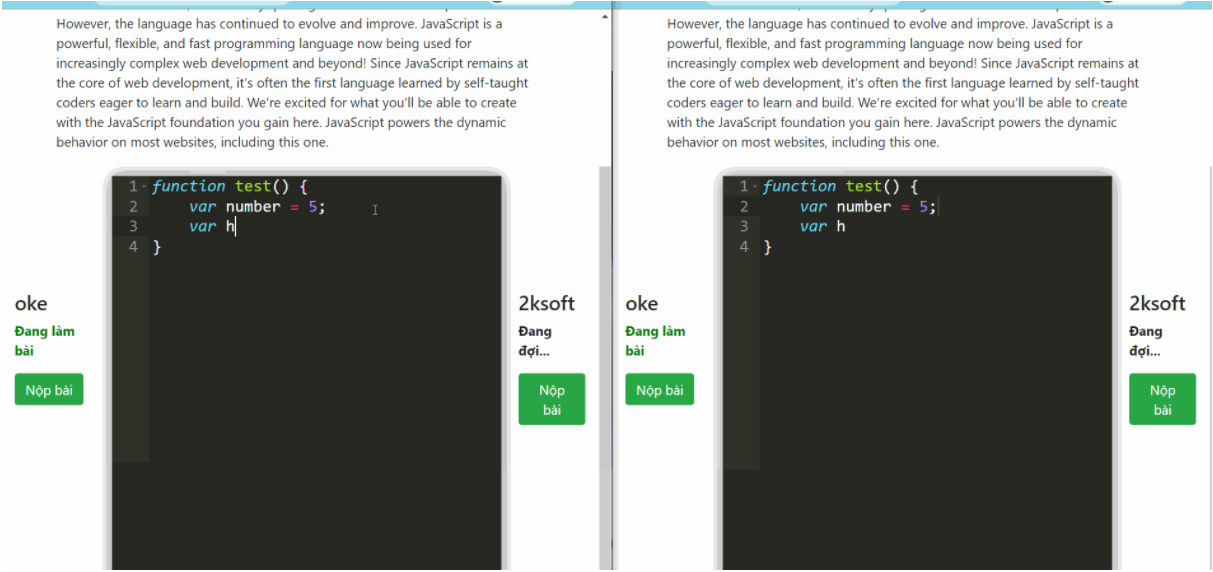 However, the language has continued to evolve and improve. JavaScript is a
powerful, flexible, and fast programming language now being used for
increasingly complex web development and beyond! Since JavaScript remains at
the core of web development, it's often the first language learned by self-taught
coders eager to learn and build. We're excited for what you'll be able to create
with the JavaScript foundation you gain here. JavaScript powers the dynamic
behavior on most websites, including this one.
1 function test() {
2 var number = 5;
3 var h
4 }
oke
Đang làm
bài
Nộp bài
2ksoft
Đang
đợi...
Nộp
bài
However, the language has continued to evolve and improve. JavaScript is a
powerful, flexible, and fast programming language now being used for
increasingly complex web development and beyond! Since JavaScript remains at
the core of web development, it's often the first language learned by self-taught
coders eager to learn and build. We're excited for what you'll be able to create
with the JavaScript foundation you gain here. JavaScript powers the dynamic
behavior on most websites, including this one.
1 function test() {
2 var number = 5;
3 var h
4 }
oke
Đang làm
bài
Nộp bài
2ksoft
Đang
đợi...
Nộp
bài